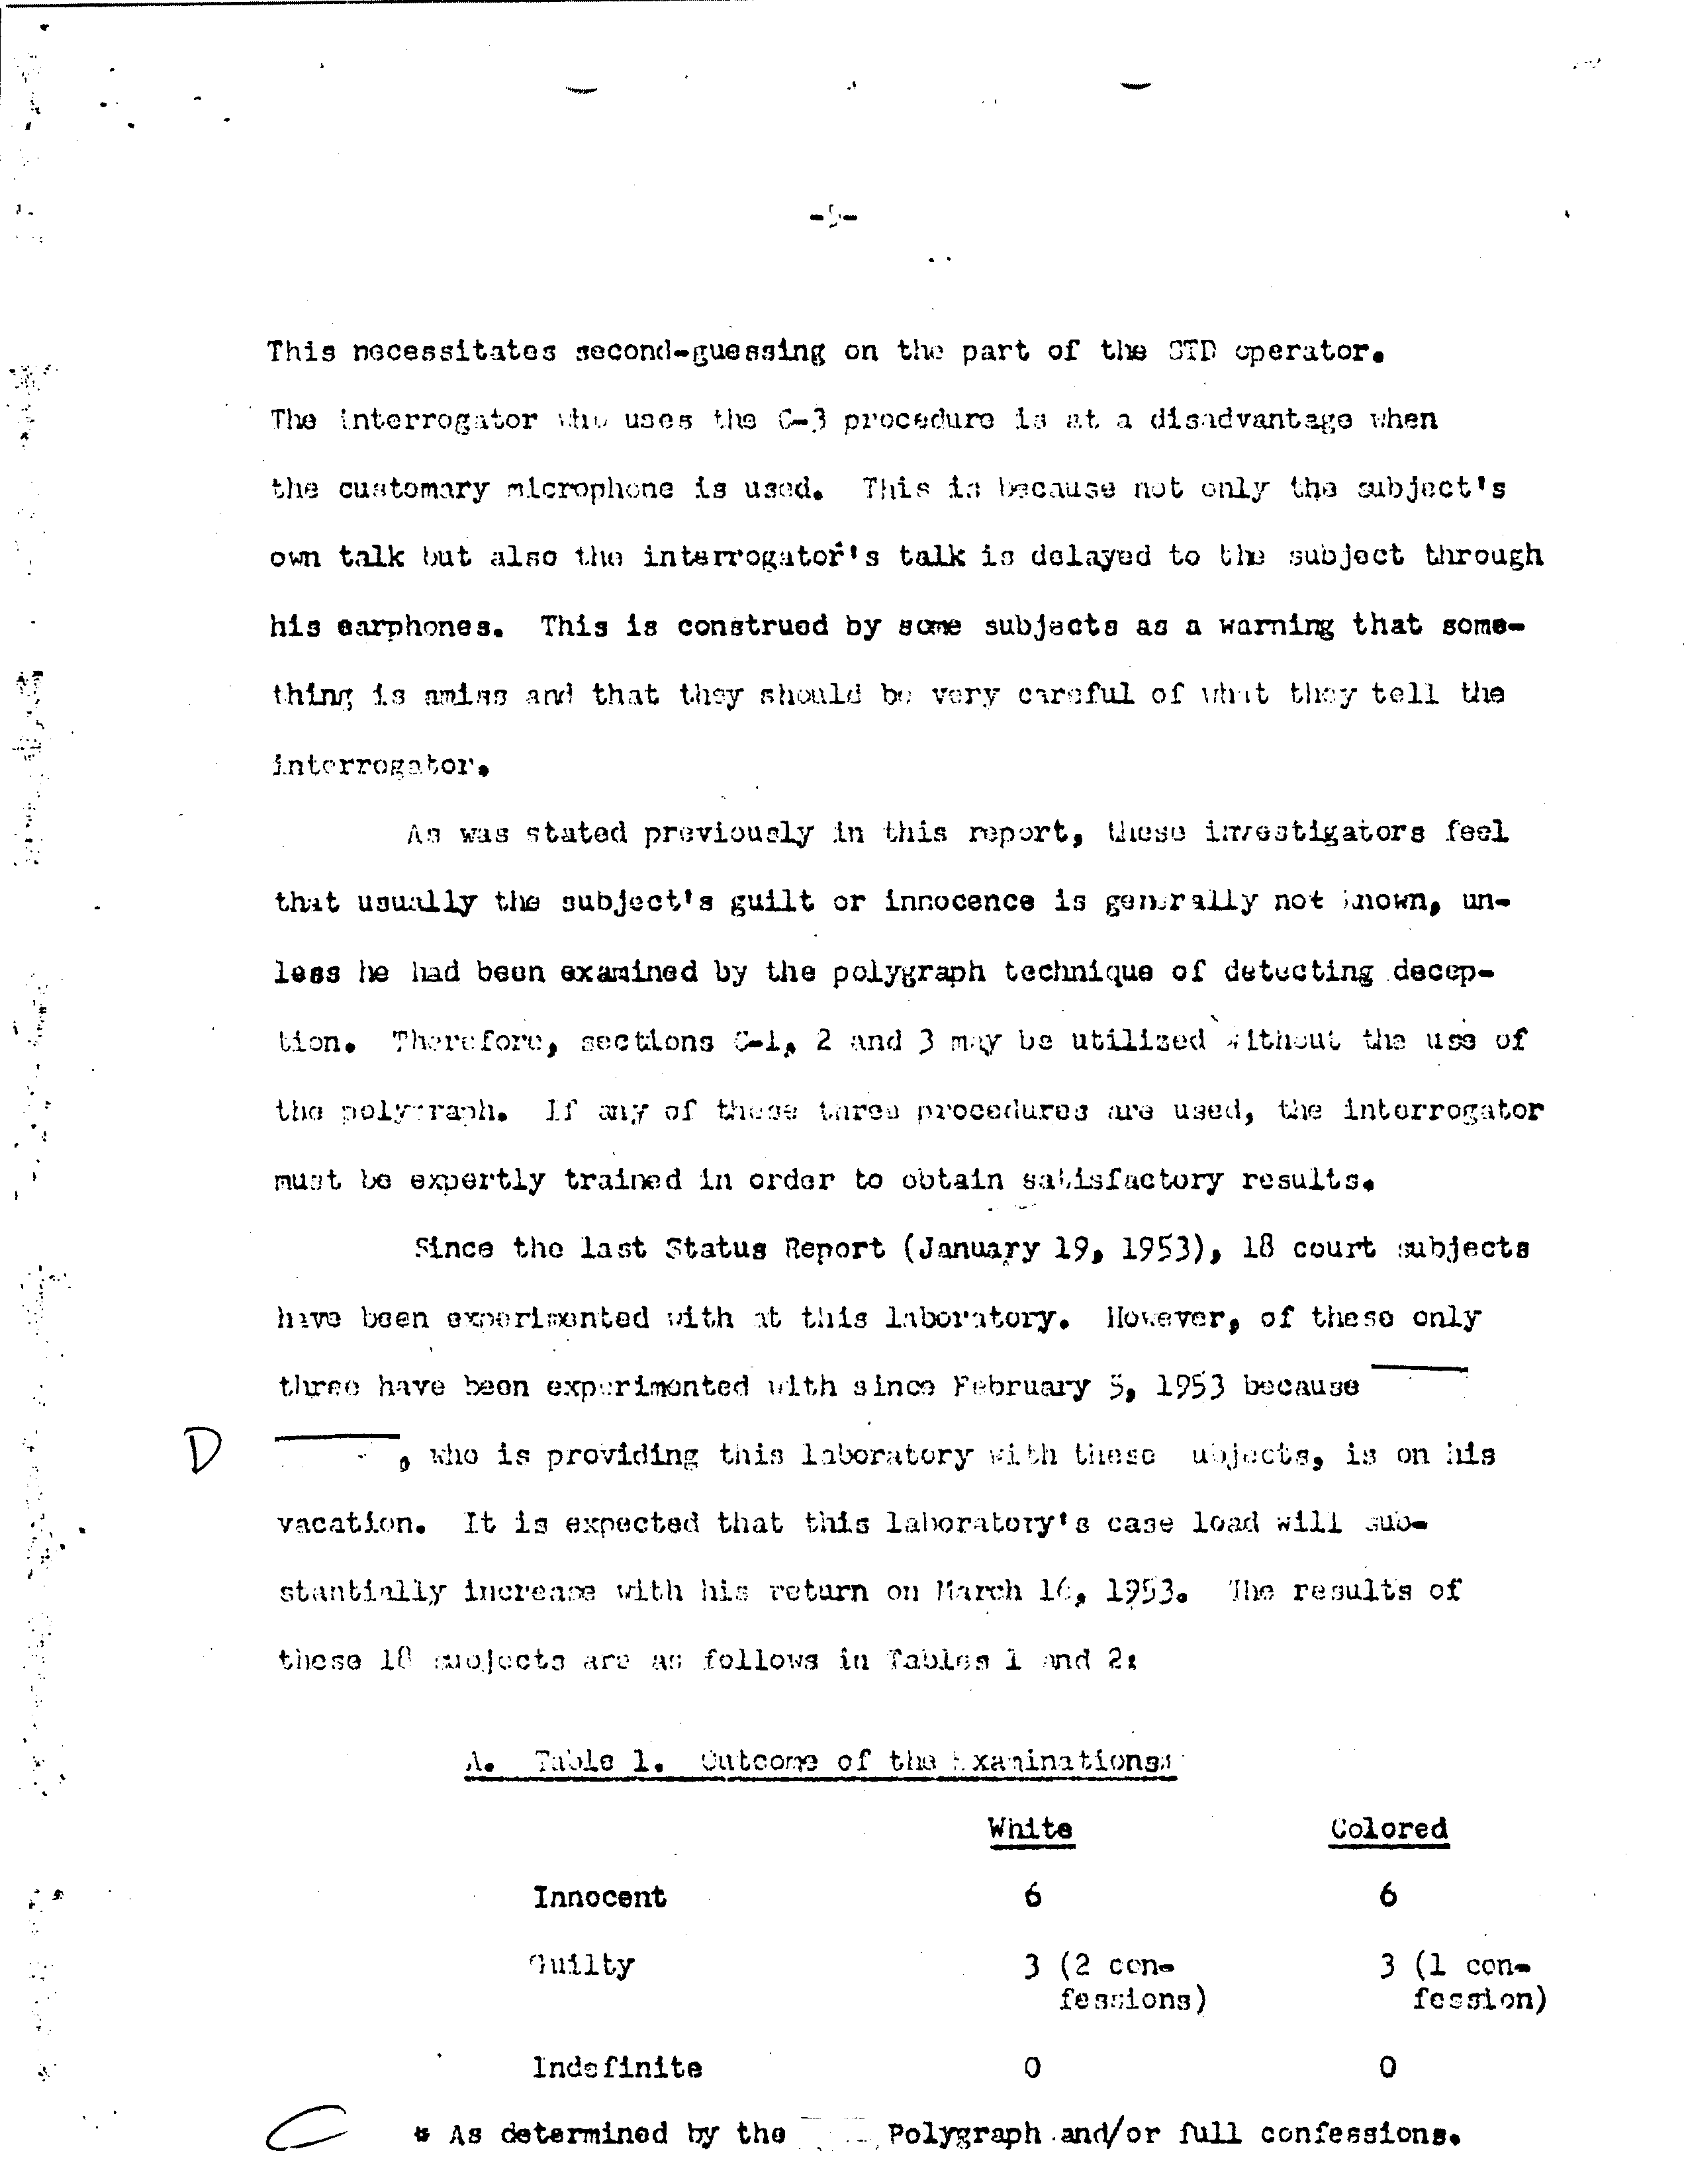 -5-
This necessitates second-guessing on the part of the STD operator.
The interrogator who uses the C-3 procedure is at a disadvantage when
the customary microphone is used. This is because not only the subject's
own talk but also the interrogator's talk is delayed to the subject through
his earphones. This is construed by some subjects as a warning that some-
thing is amiss and that they should be very careful of what they tell the
interrogator.
As was stated previously in this report, these investigators feel
that usually the subject's guilt or innocence is generally not known, un-
less he had been examined by the polygraph technique of detecting decep-
tion. Therefore, sections C-1, 2 and 3 may be utilized without the use of
the polygraph. If any of these three procedures are used, the interrogator
must be expertly trained in order to obtain satisfactory results.
Since the last Status Report (January 19, 1953), 18 court subjects
have been experimented with at this laboratory. However, of these only
three have been experimented with since February 5, 1953 because
D , who is providing this laboratory with these subjects, is on his
vacation. It is expected that this laboratory's case load will sub-
stantially increase with his return on March 16, 1953. The results of
these 18 subjects are as follows in Tables 1 and 2:
A. Table 1. Outcome of the Examinations:
White Colored
Innocent 6 6
Guilty 3 (2 con- 3 (1 con-
fessions) fession)
Indefinite 0 0
C * As determined by the Polygraph and/or full confessions.